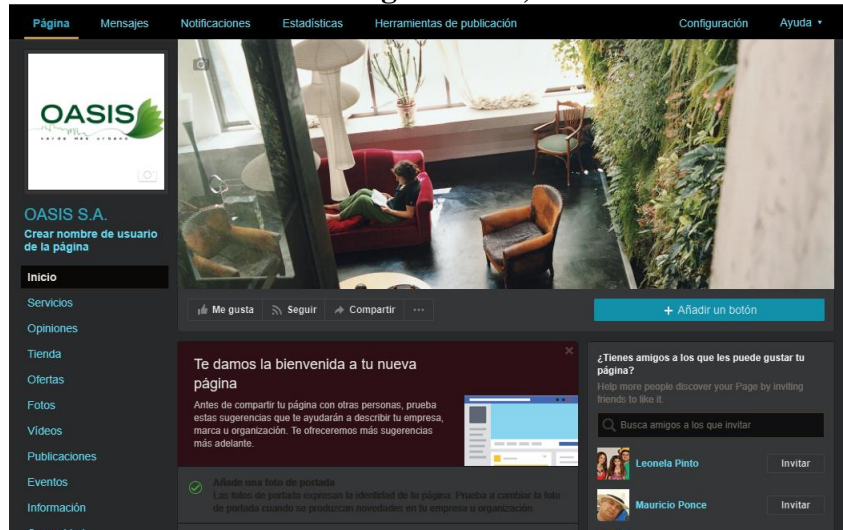 Página Mensajes Notificaciones Estadísticas Herramientas de publicación Configuración Ayuda
OASIS
verde más urbano
OASIS S.A.
Crear nombre de usuario
de la página
Inicio
Servicios
Opiniones
Tienda
Ofertas
Fotos
Vídeos
Publicaciones
Eventos
Información
Me gusta Seguir Compartir ...
+ Añadir un botón
Te damos la bienvenida a tu nueva
página
Antes de compartir tu página con otras personas, prueba
estas sugerencias que te ayudarán a describir tu empresa,
marca u organización. Te ofreceremos más sugerencias
más adelante.
Añade una foto de portada
Las fotos de portada expresan la identidad de tu página. Prueba a cambiar la foto
de portada cuando se produzcan novedades en tu empresa u organización.
¿Tienes amigos a los que les puede gustar tu
página?
Help more people discover your Page by inviting
friends to like it.
Busca amigos a los que invitar
Leonela Pinto Invitar
Mauricio Ponce Invitar